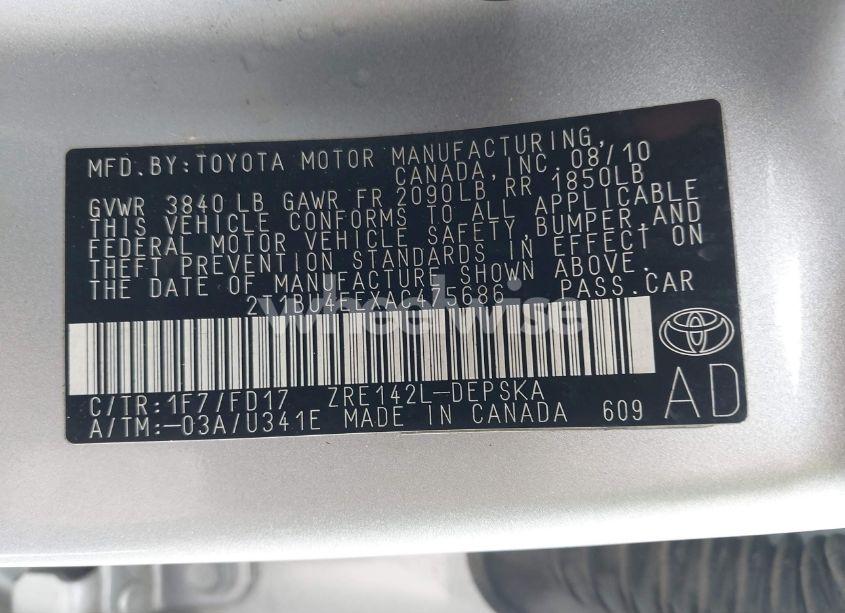 MFD. BY: TOYOTA MOTOR MANUFACTURING,
CANADA, INC. 08/10
GVWR 3840 LB GAWR FR 2090LB RR 1850LB
THIS VEHICLE CONFORMS TO ALL APPLICABLE
FEDERAL MOTOR VEHICLE SAFETY, BUMPER, AND
THEFT PREVENTION STANDARDS IN EFFECT ON
THE DATE OF MANUFACTURE SHOWN ABOVE.
PASS. CAR
wheelwise
C/TR: 1F7/FD17 ZRE142L-DEPSKA
A/TM: -03A/U341E MADE IN CANADA 609
AD